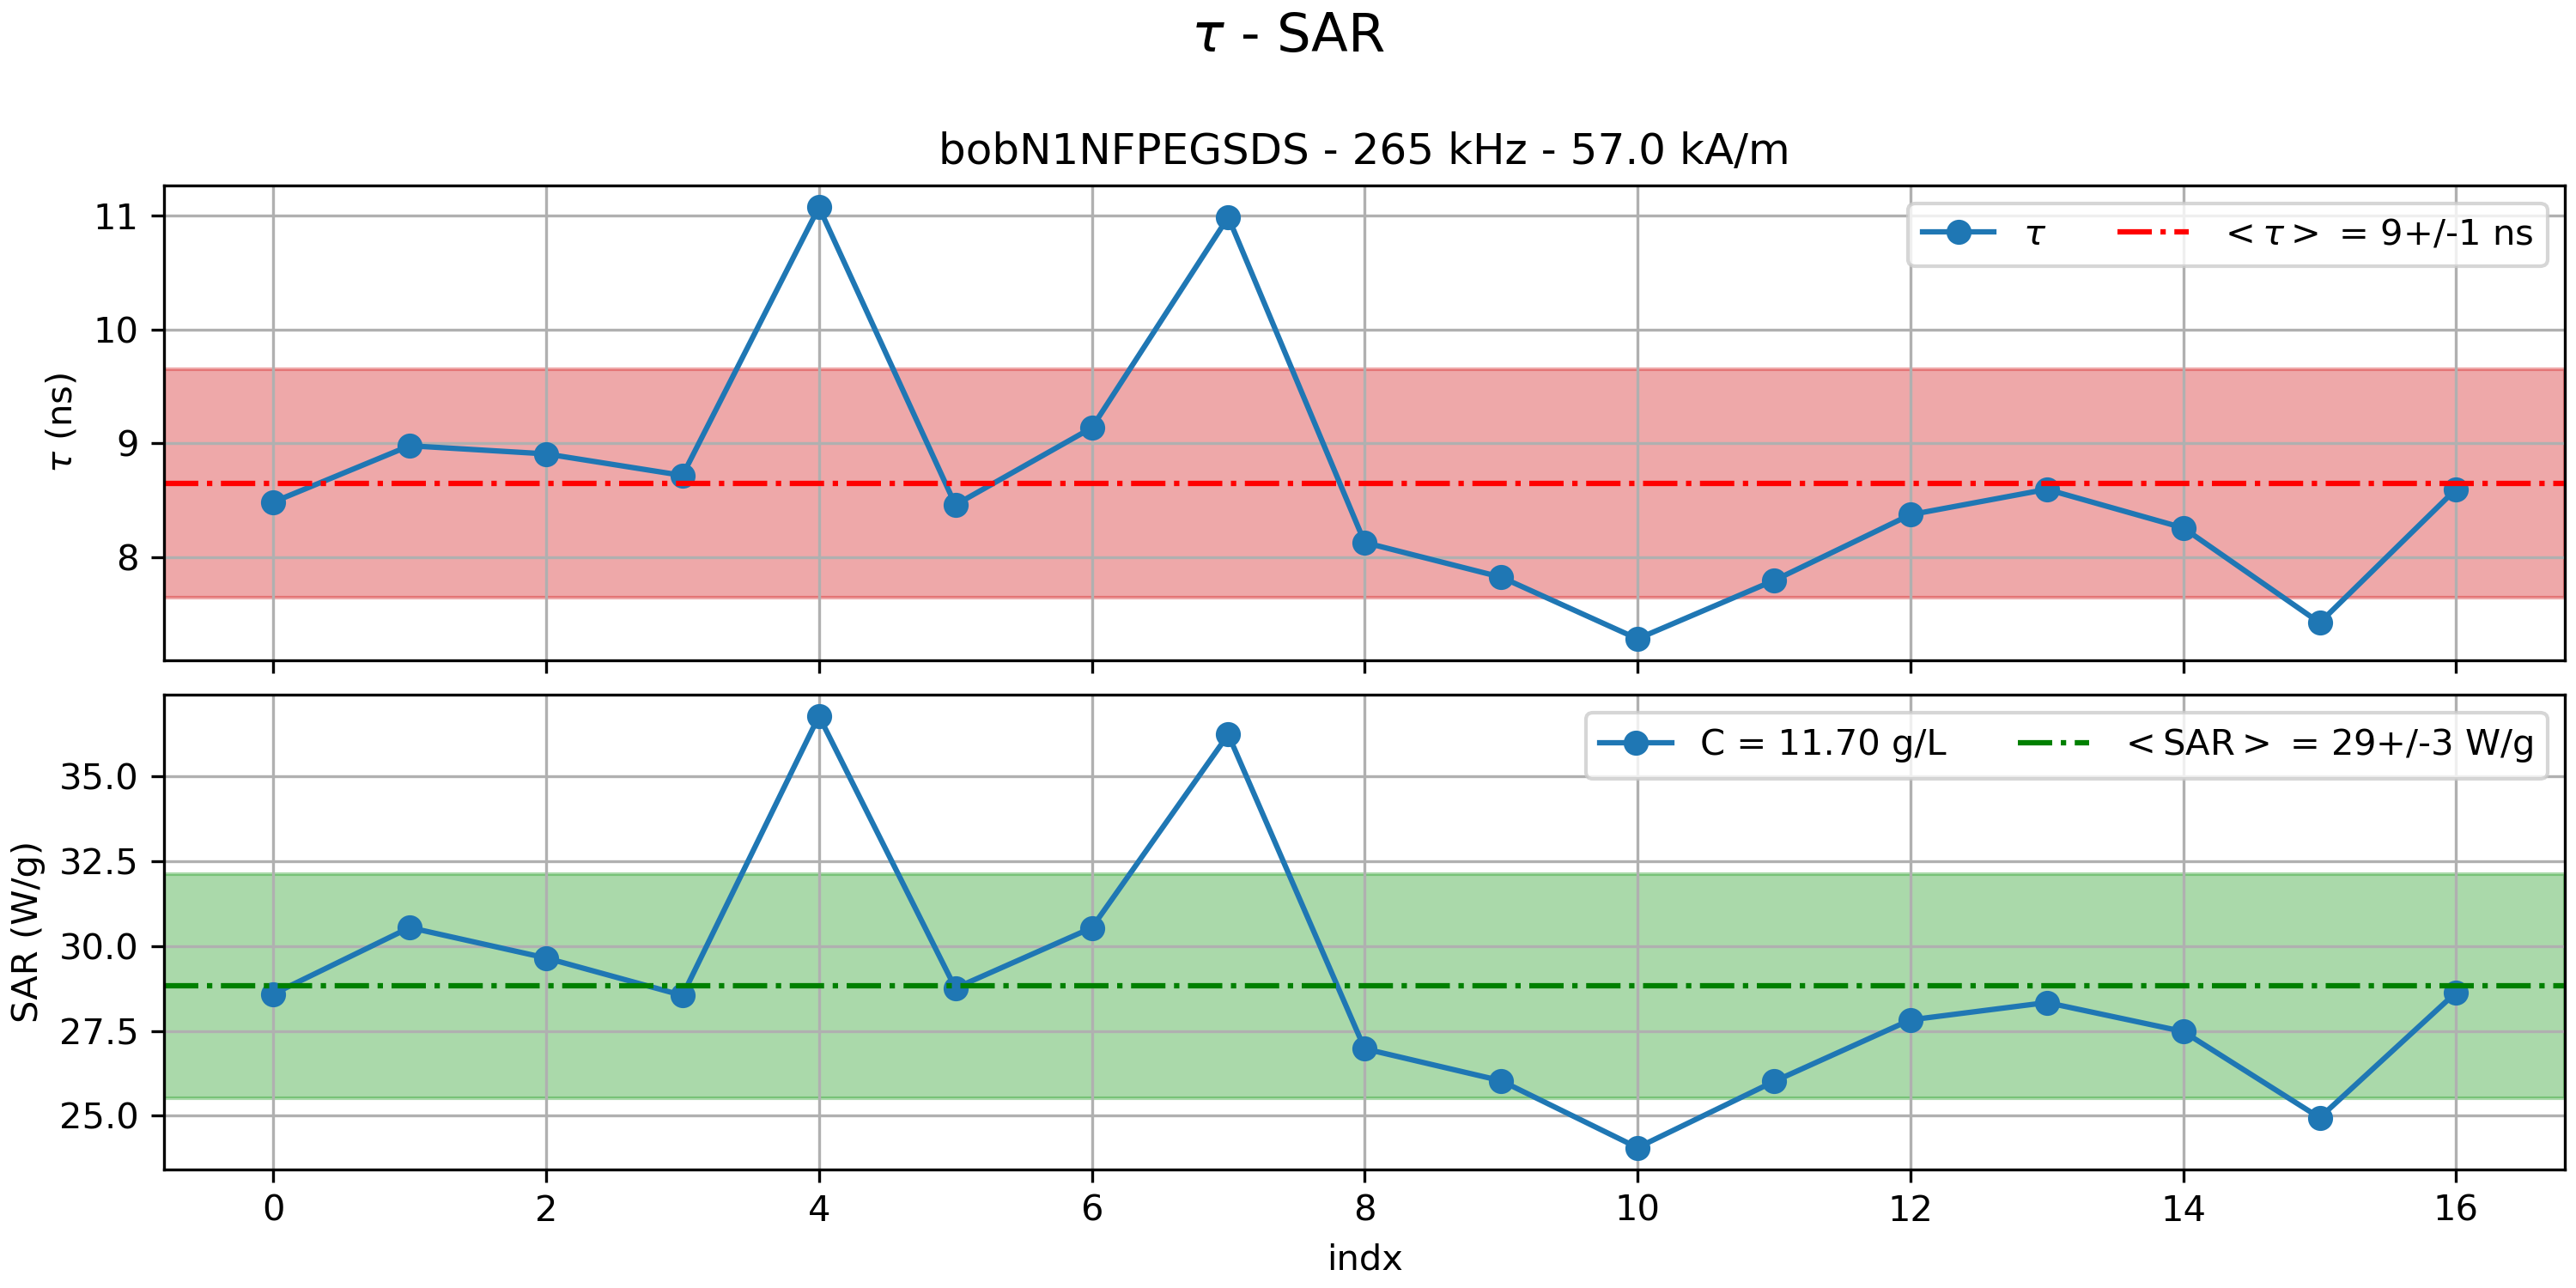 τ - SAR
bobN1NFPEGSDS - 265 kHz - 57.0 kA/m
τ (ns)
11
10
9
8
τ
<τ> = 9+/-1 ns
SAR (W/g)
35.0
32.5
30.0
27.5
25.0
C = 11.70 g/L
<SAR> = 29+/-3 W/g
0 2 4 6 8 10 12 14 16
indx